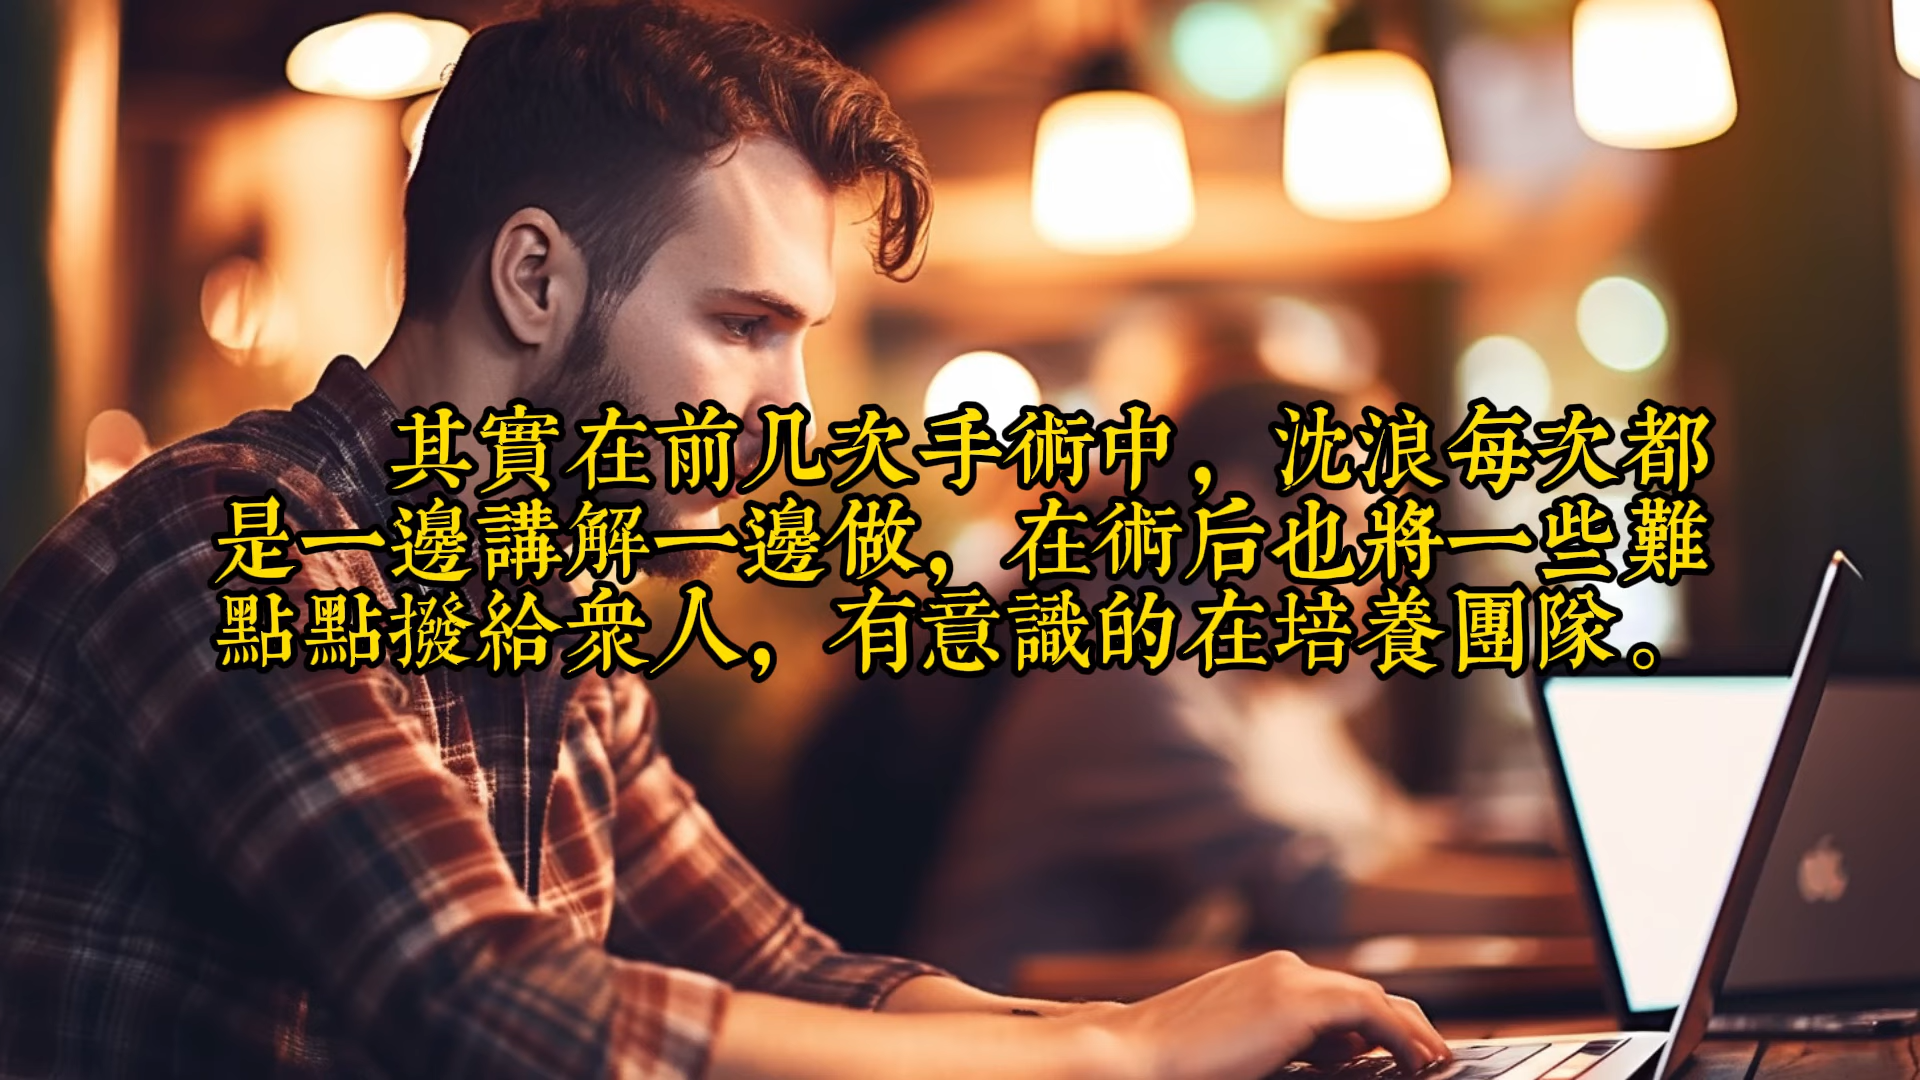 其實在前几次手術中，沈浪每次都
是一邊講解一邊做，在術后也將一些難
點點撥給衆人，有意識的在培養團隊。